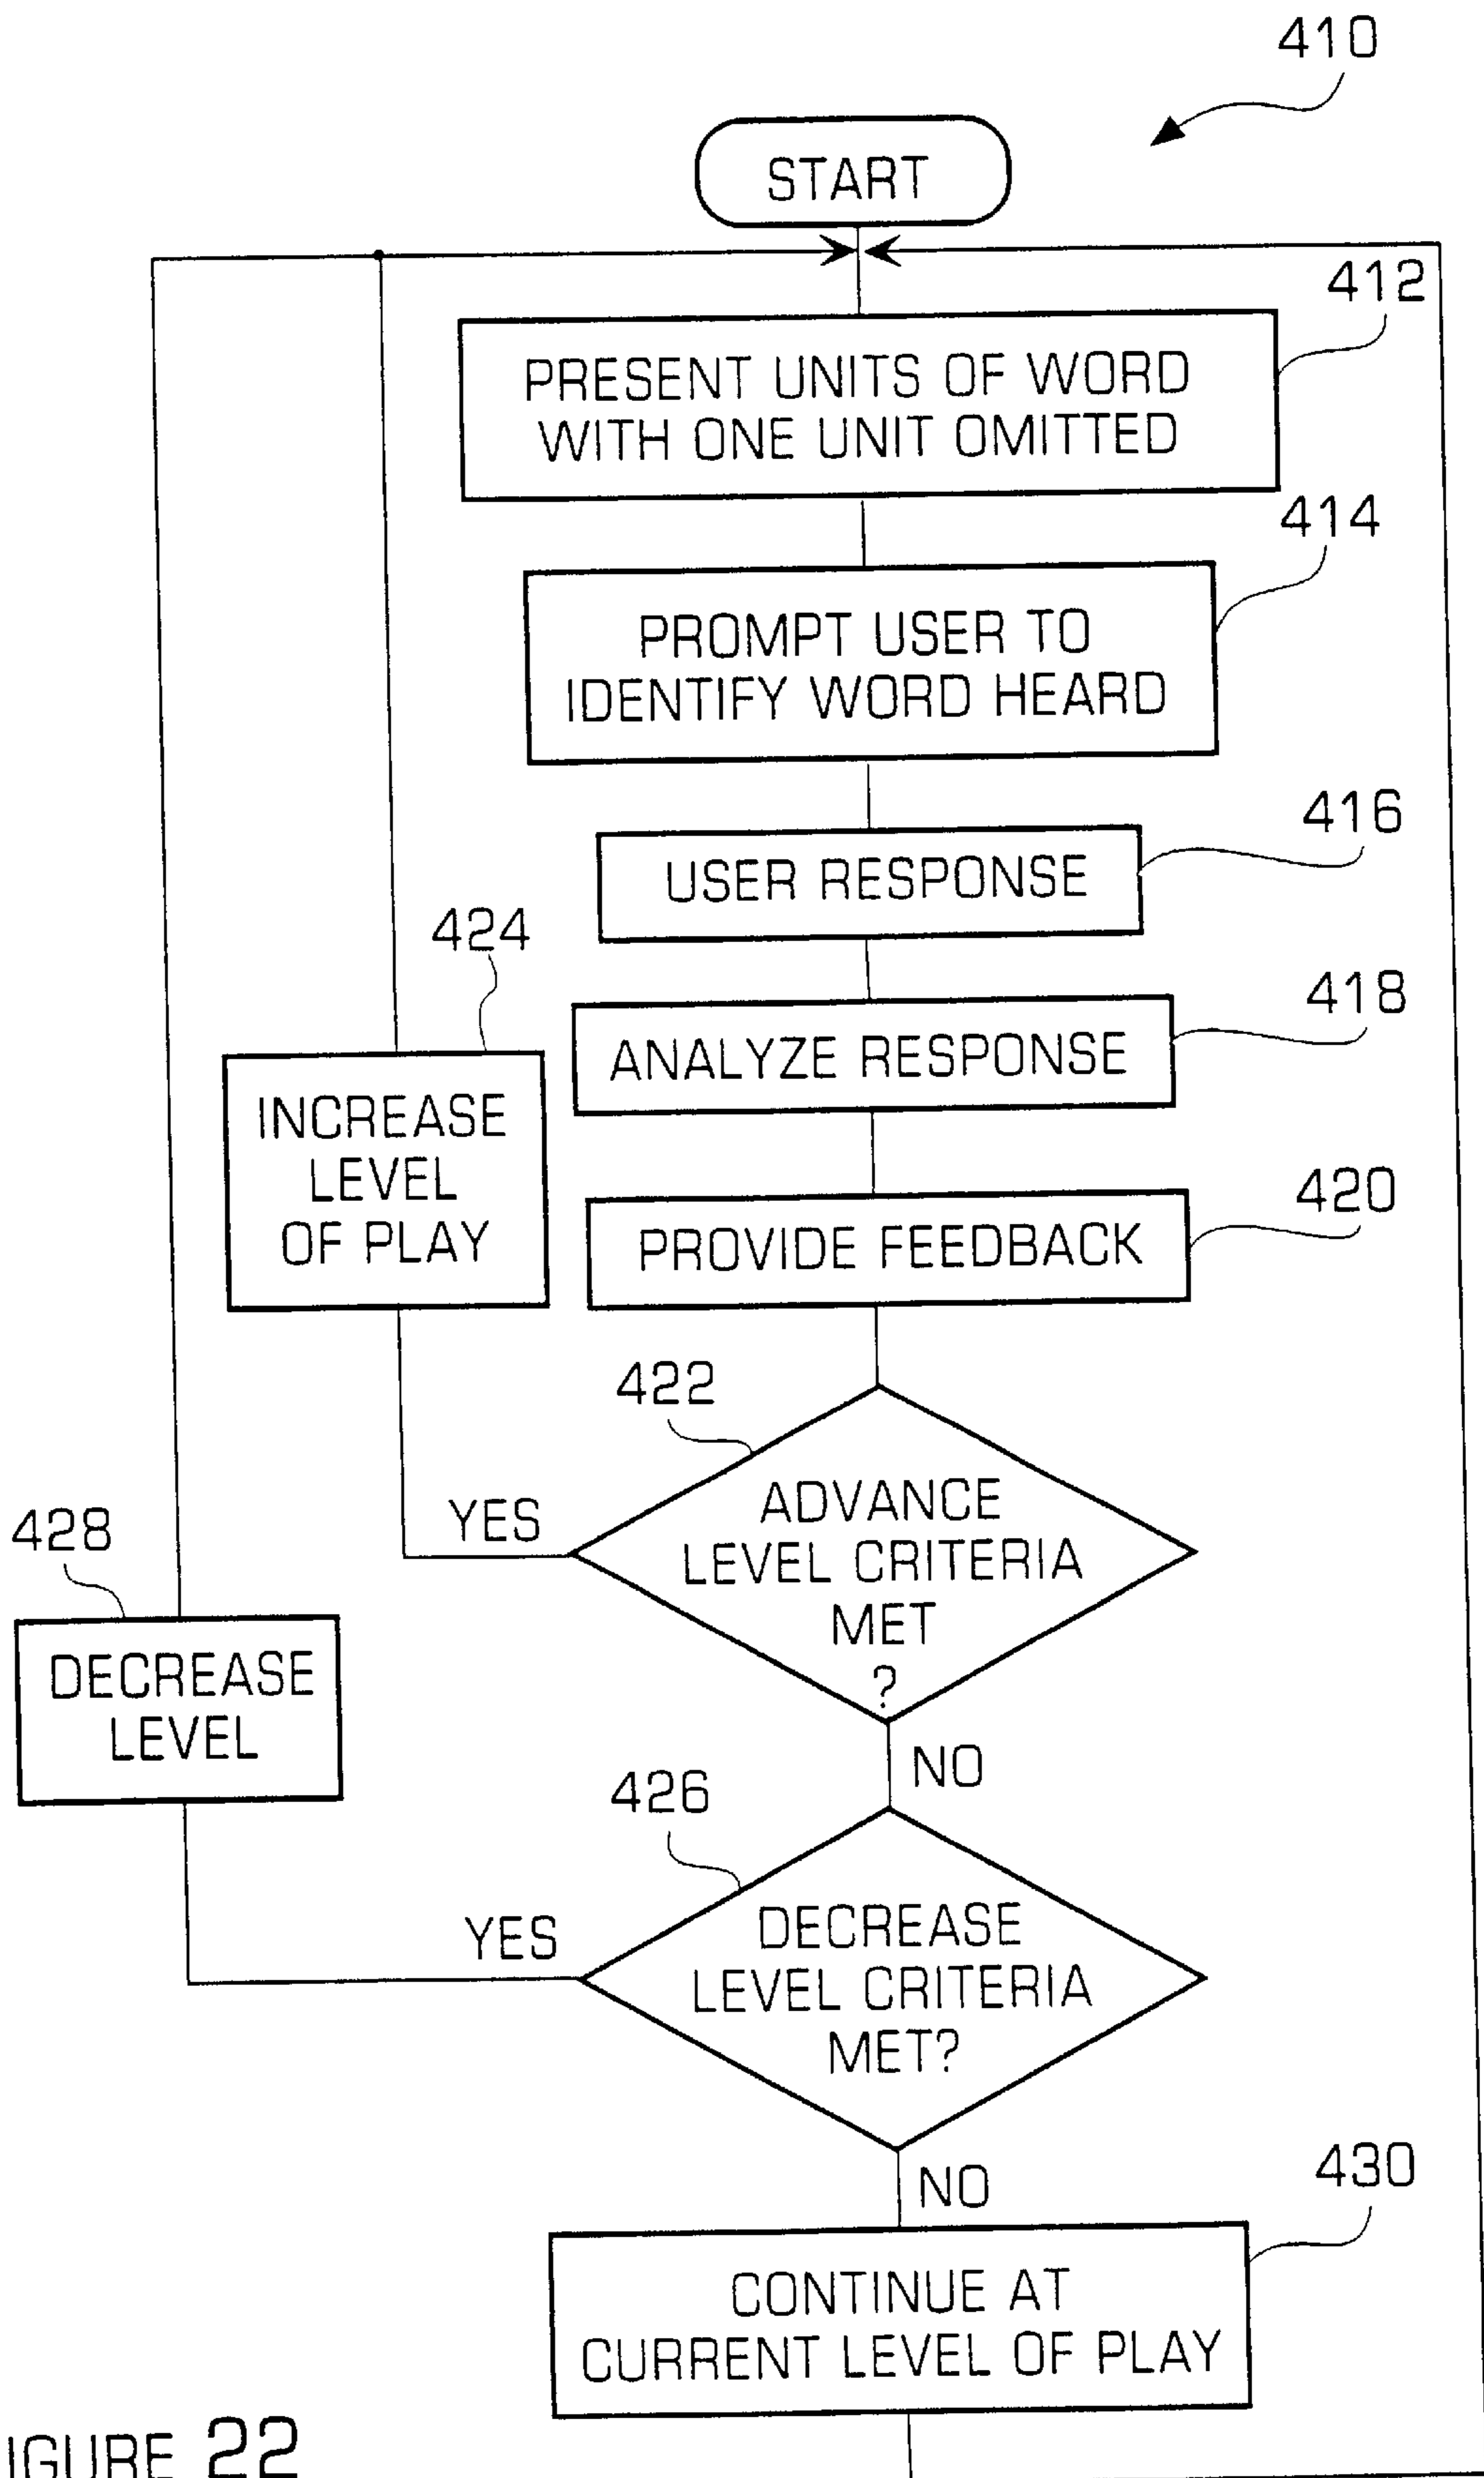 410
START
412
PRESENT UNITS OF WORD
WITH ONE UNIT OMITTED
414
PROMPT USER TO
IDENTIFY WORD HEARD
416
USER RESPONSE
424
418
ANALYZE RESPONSE
INCREASE
LEVEL
OF PLAY
420
PROVIDE FEEDBACK
422
ADVANCE
LEVEL CRITERIA
MET
?
YES
428
DECREASE
LEVEL
NO
426
DECREASE
LEVEL CRITERIA
MET?
YES
NO
430
CONTINUE AT
CURRENT LEVEL OF PLAY
IGURE 22